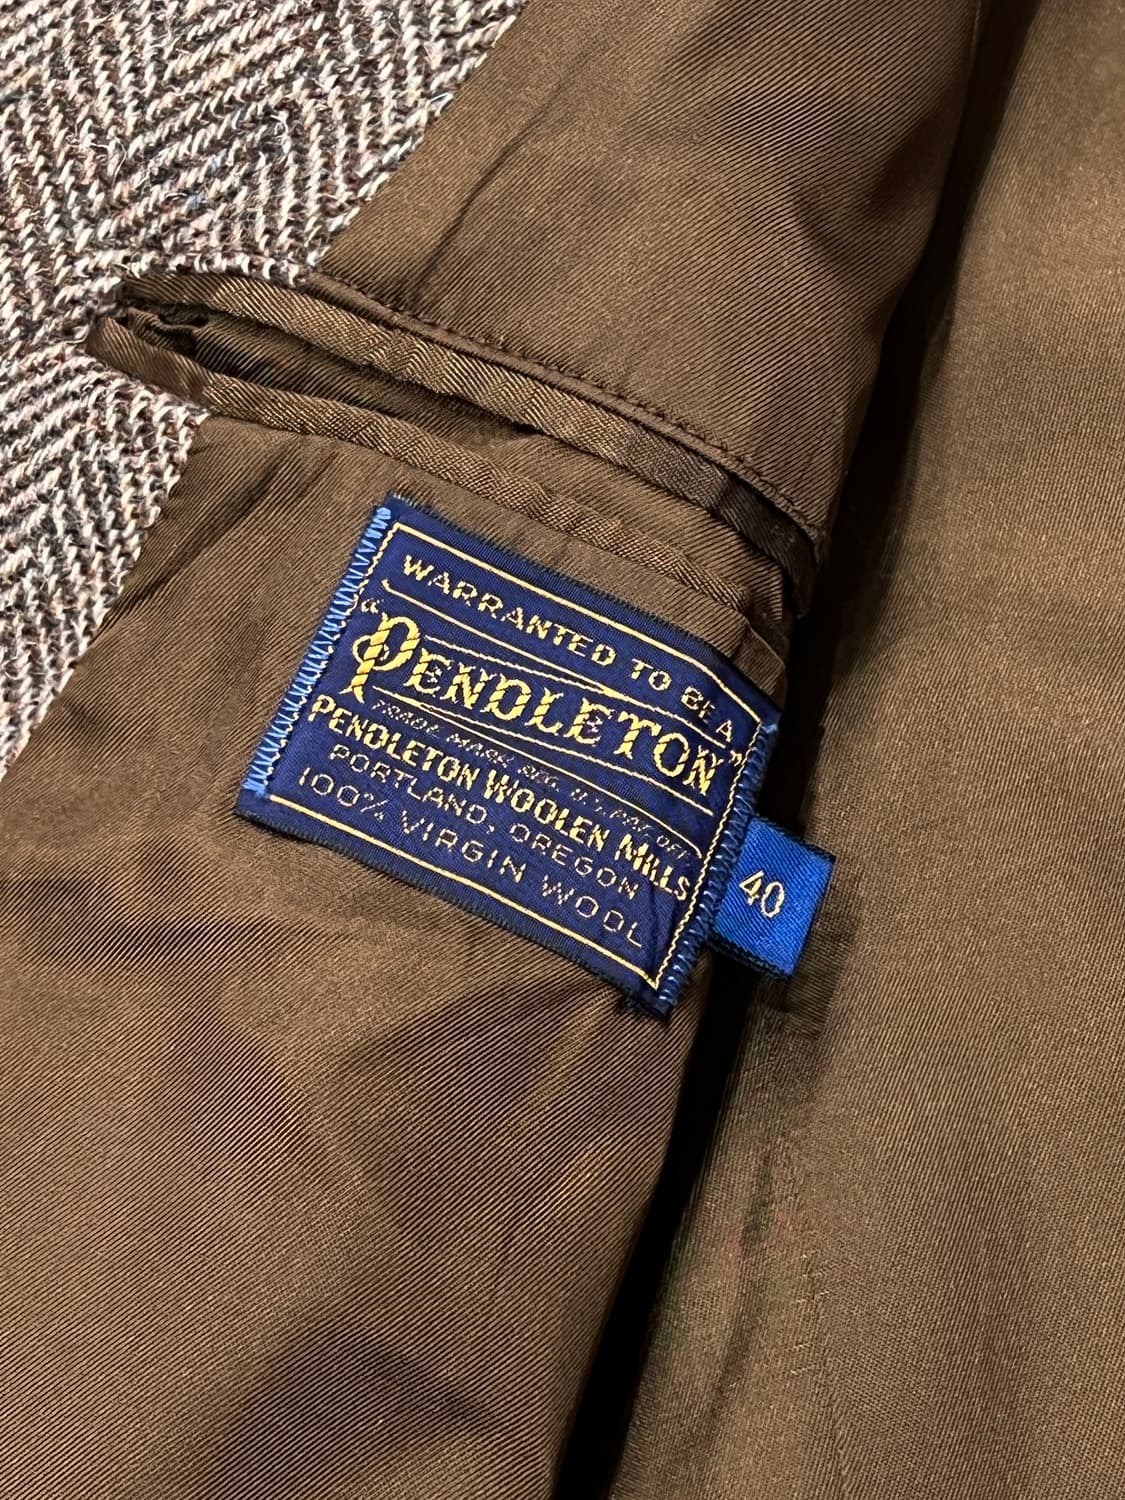 WARRANTED TO BE A
"PENDLETON"
TRADE MARK REG. U.S. PAT. OFF.
PENDLETON WOOLEN MILLS
PORTLAND, OREGON
100% VIRGIN WOOL
40